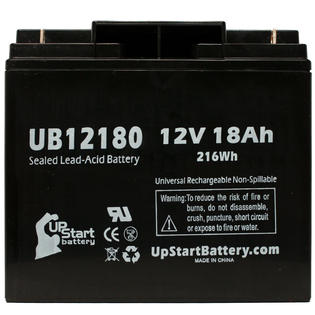 UB12180
Sealed Lead-Acid Battery
12V 18Ah
216Wh
Universal Rechargeable Non-Spillable
Warning: To reduce the risk of fire or
burns, do not disassemble,
crush, puncture, short circuit
or expose to fire or water.
UPStart
battery
UpStartBattery.com
MADE IN CHINA